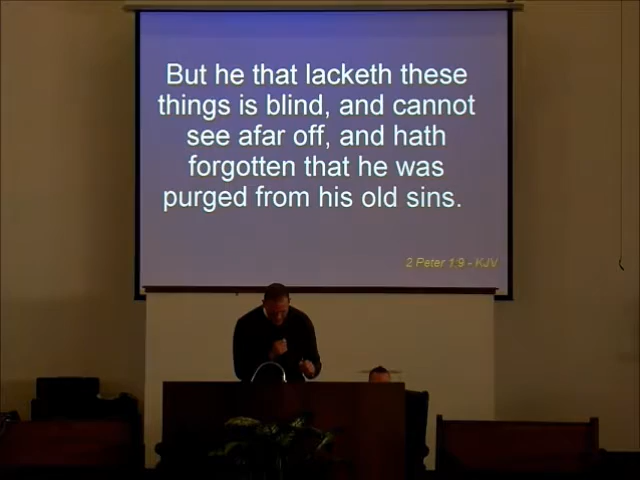 But he that lacketh these
things is blind, and cannot
see afar off, and hath
forgotten that he was
purged from his old sins.
2 Peter 1:9 - KJV